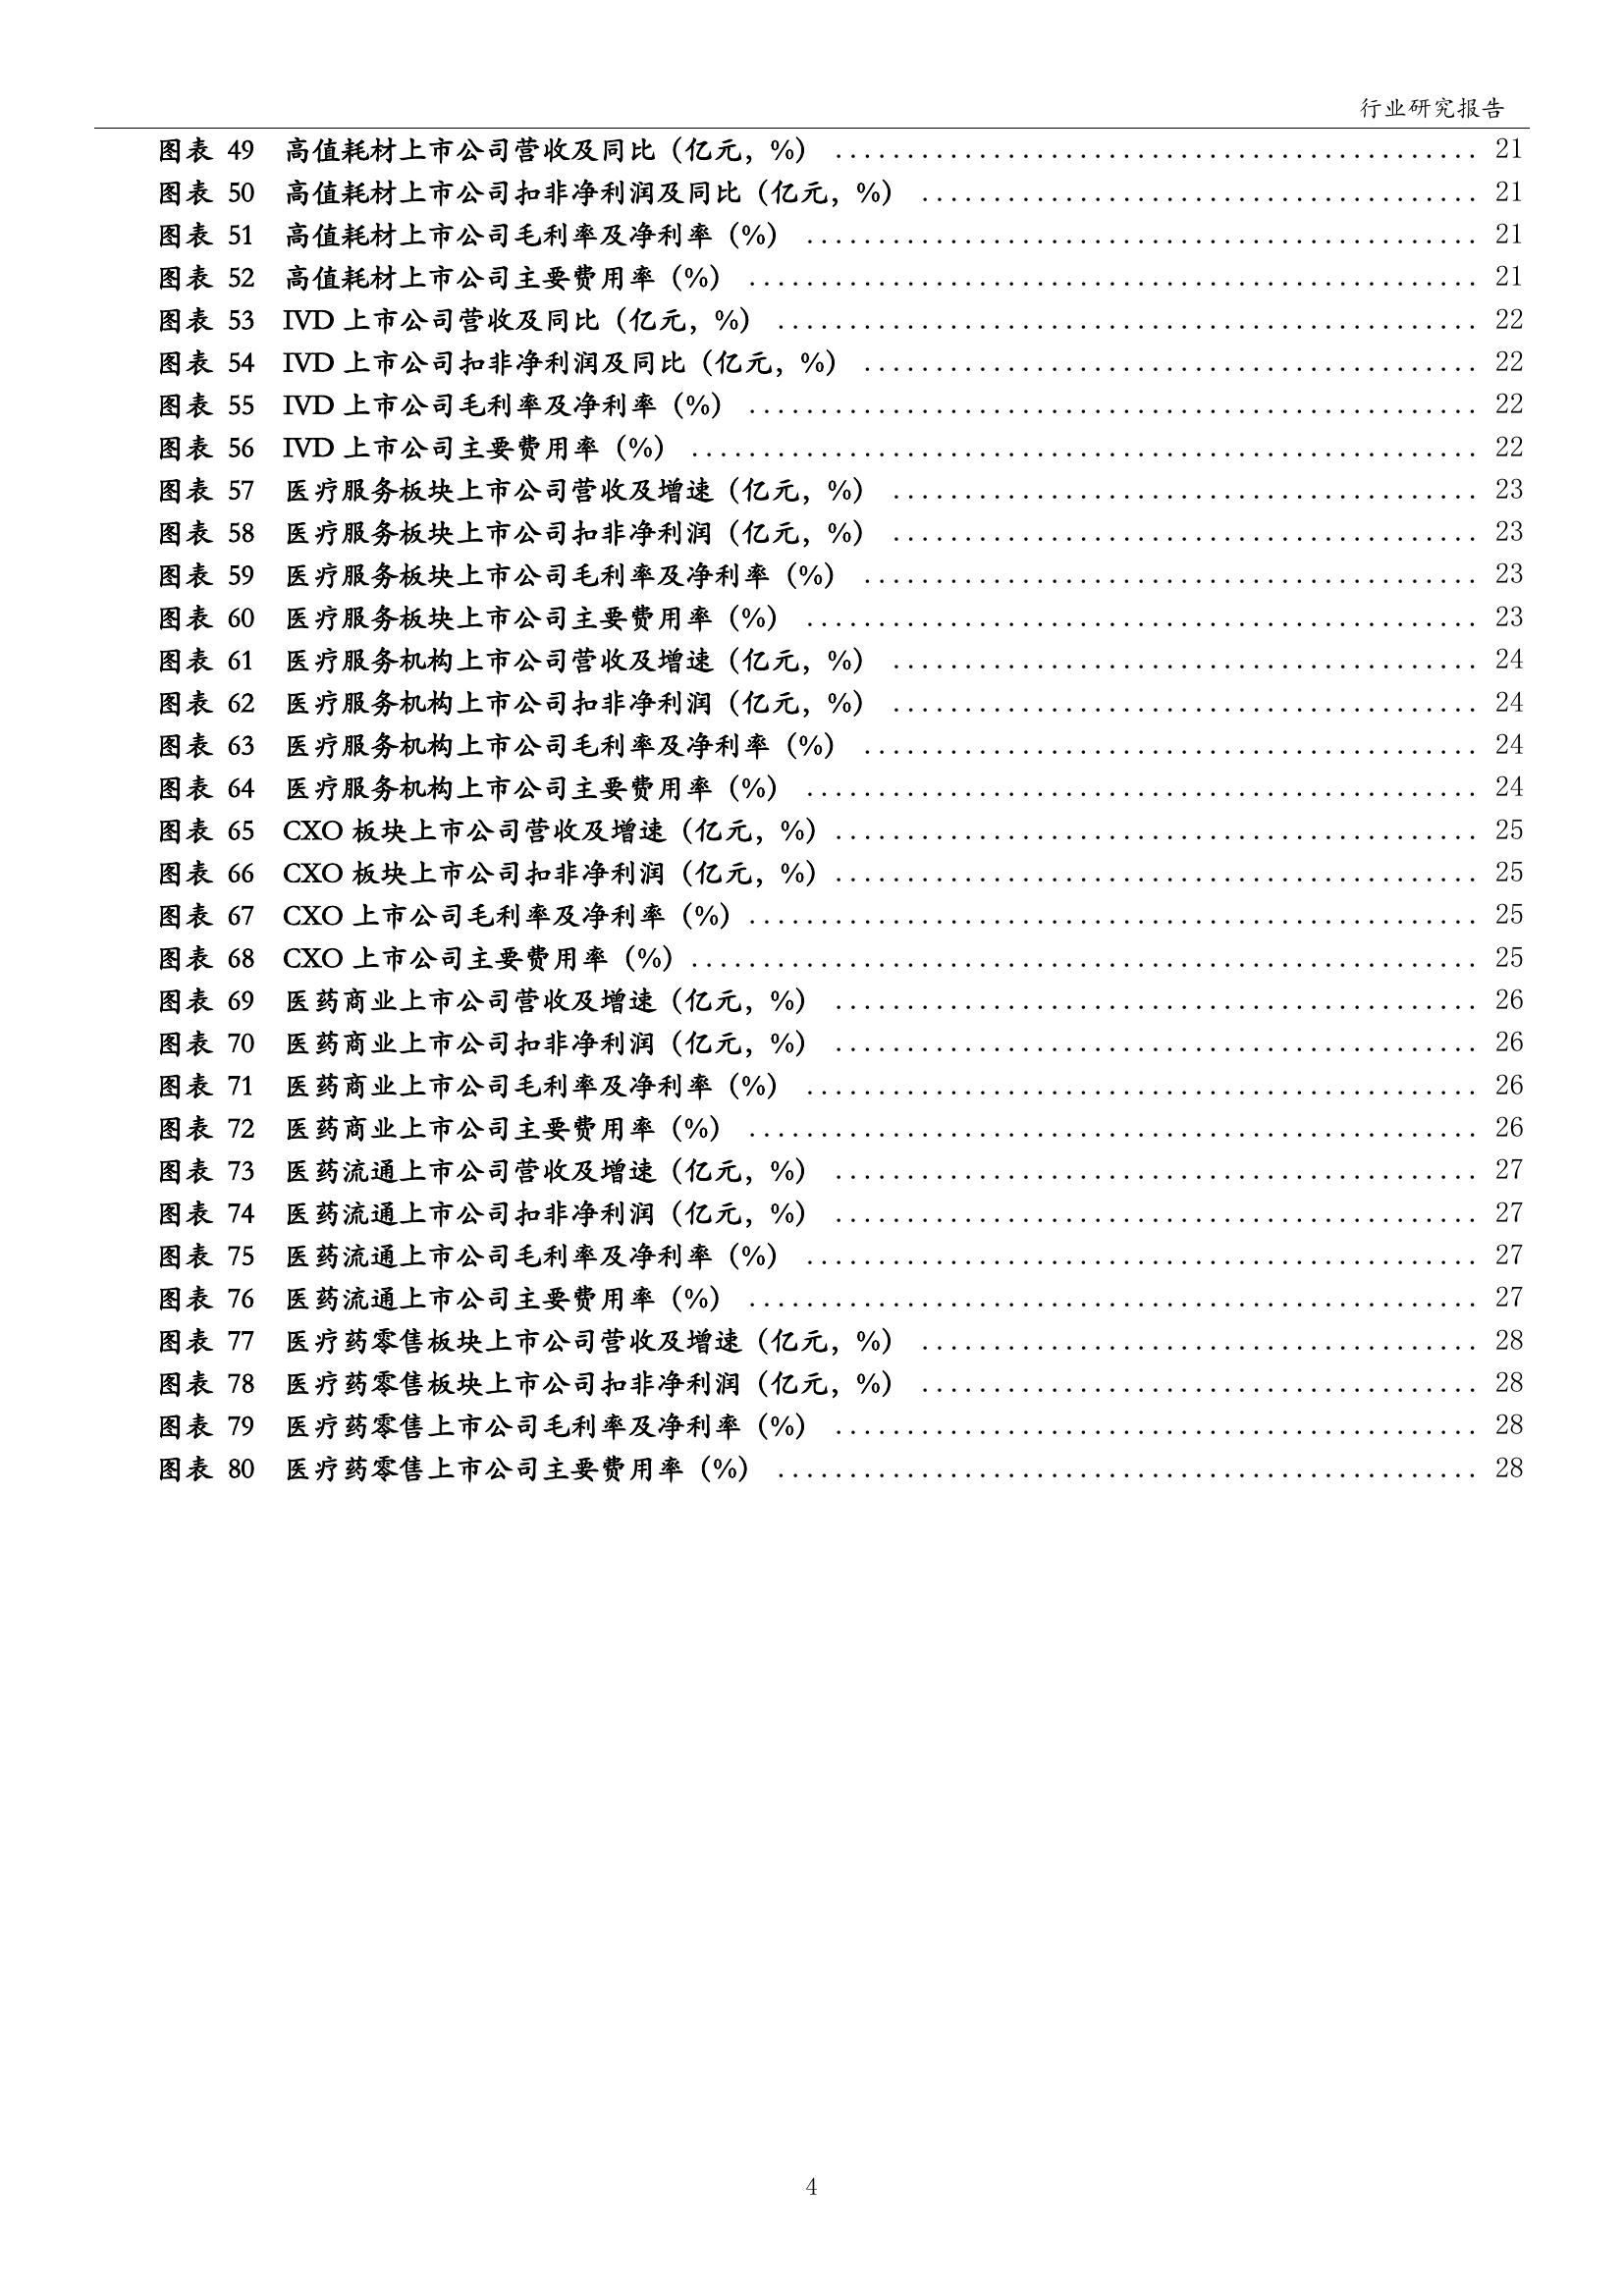 行业研究报告
图表 49 高值耗材上市公司营收及同比（亿元，%） ............................................. 21
图表 50 高值耗材上市公司扣非净利润及同比（亿元，%） ....................................... 21
图表 51 高值耗材上市公司毛利率及净利率（%） ............................................... 21
图表 52 高值耗材上市公司主要费用率（%） ................................................... 21
图表 53 IVD 上市公司营收及同比（亿元，%） ................................................. 22
图表 54 IVD 上市公司扣非净利润及同比（亿元，%） ........................................... 22
图表 55 IVD 上市公司毛利率及净利率（%） ................................................... 22
图表 56 IVD 上市公司主要费用率（%） ....................................................... 22
图表 57 医疗服务板块上市公司营收及增速（亿元，%） ......................................... 23
图表 58 医疗服务板块上市公司扣非净利润（亿元，%） ......................................... 23
图表 59 医疗服务板块上市公司毛利率及净利率（%） ........................................... 23
图表 60 医疗服务板块上市公司主要费用率（%） ............................................... 23
图表 61 医疗服务机构上市公司营收及增速（亿元，%） ......................................... 24
图表 62 医疗服务机构上市公司扣非净利润（亿元，%） ......................................... 24
图表 63 医疗服务机构上市公司毛利率及净利率（%） ........................................... 24
图表 64 医疗服务机构上市公司主要费用率（%） ............................................... 24
图表 65 CXO 板块上市公司营收及增速（亿元，%）............................................. 25
图表 66 CXO 板块上市公司扣非净利润（亿元，%）............................................. 25
图表 67 CXO 上市公司毛利率及净利率（%）................................................... 25
图表 68 CXO 上市公司主要费用率（%）....................................................... 25
图表 69 医药商业上市公司营收及增速（亿元，%） ............................................. 26
图表 70 医药商业上市公司扣非净利润（亿元，%） ............................................. 26
图表 71 医药商业上市公司毛利率及净利率（%） ............................................... 26
图表 72 医药商业上市公司主要费用率（%） ................................................... 26
图表 73 医药流通上市公司营收及增速（亿元，%） ............................................. 27
图表 74 医药流通上市公司扣非净利润（亿元，%） ............................................. 27
图表 75 医药流通上市公司毛利率及净利率（%） ............................................... 27
图表 76 医药流通上市公司主要费用率（%） ................................................... 27
图表 77 医疗药零售板块上市公司营收及增速（亿元，%） ....................................... 28
图表 78 医疗药零售板块上市公司扣非净利润（亿元，%） ....................................... 28
图表 79 医疗药零售上市公司毛利率及净利率（%） ............................................. 28
图表 80 医疗药零售上市公司主要费用率（%） ................................................. 28
4